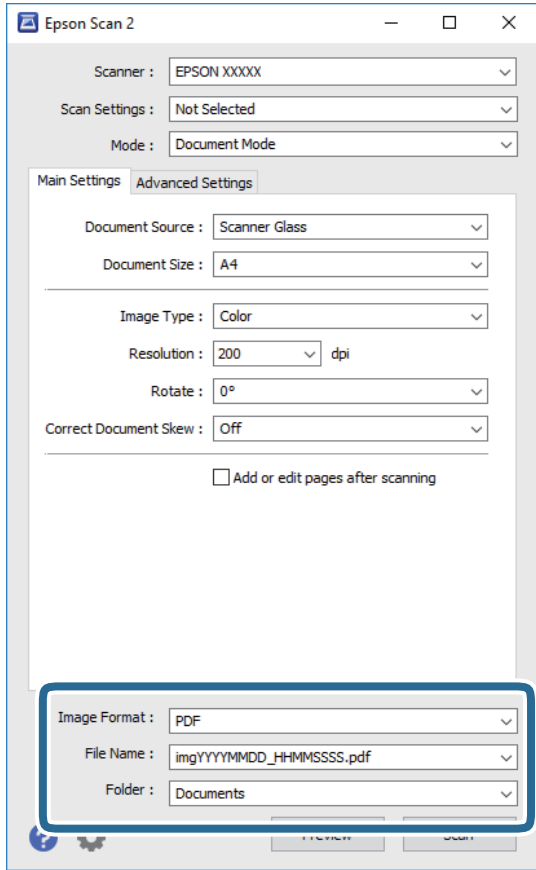 Epson Scan 2
Scanner : EPSON XXXXX
Scan Settings : Not Selected
Mode : Document Mode
Main Settings Advanced Settings
Document Source : Scanner Glass
Document Size : A4
Image Type : Color
Resolution : 200 dpi
Rotate : 0°
Correct Document Skew : Off
Add or edit pages after scanning
Image Format : PDF
File Name : imgYYYYMMDD_HHMMSSSS.pdf
Folder : Documents
Preview Scan